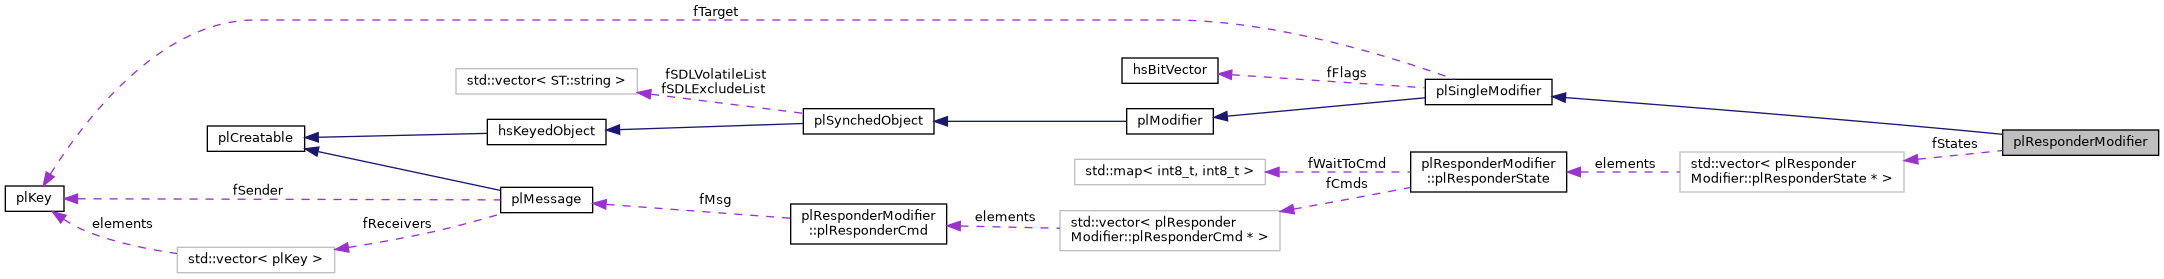 fTarget
hsBitVector
fFlags
std::vector< ST::string >
fSDLVolatileList
fSDLExcludeList
plSingleModifier
plSynchedObject
plModifier
hsKeyedObject
plCreatable
plResponderModifier
fStates
std::vector< plResponder
Modifier::plResponderState * >
elements
plResponderModifier
::plResponderState
fWaitToCmd
std::map< int8_t, int8_t >
fCmds
std::vector< plResponder
Modifier::plResponderCmd * >
elements
plResponderModifier
::plResponderCmd
fMsg
plMessage
fSender
plKey
fReceivers
elements
std::vector< plKey >